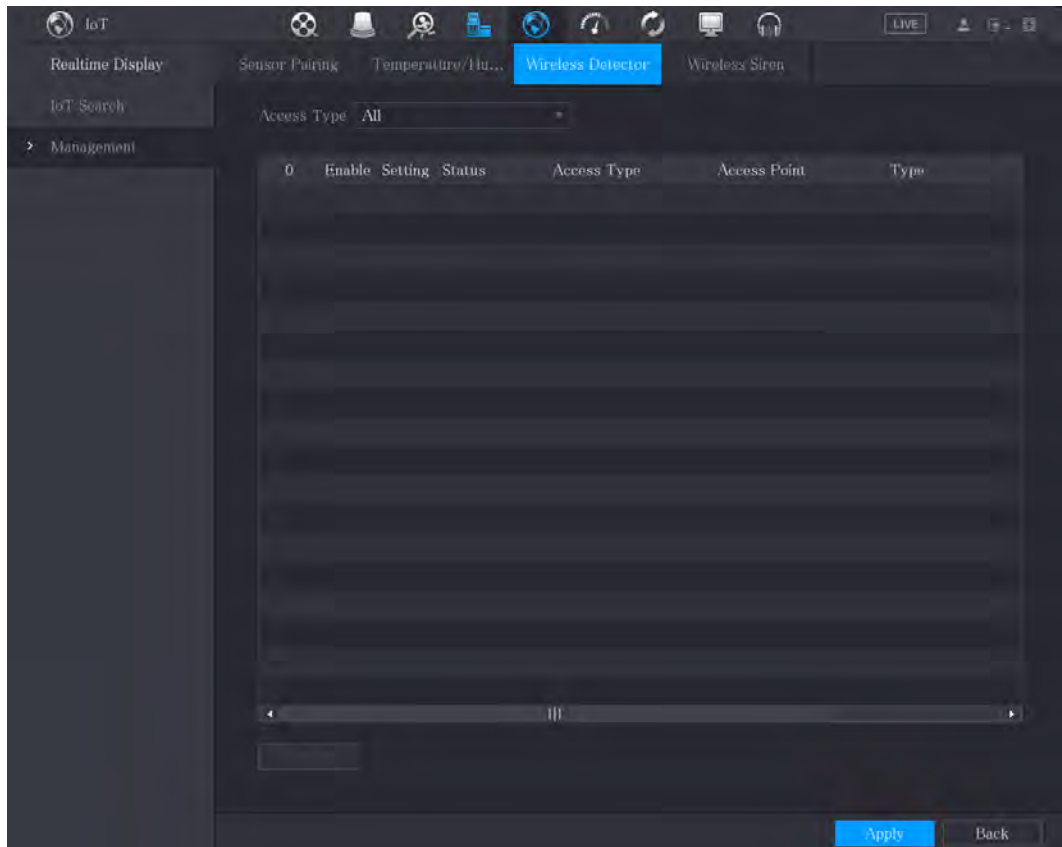 IoT LIVE
Realtime Display Sensor Pairing Temperature/Hu... Wireless Detector Wireless Siren
IoT Search
Access Type All
Management
0 Enable Setting Status Access Type Access Point Type
Apply Back